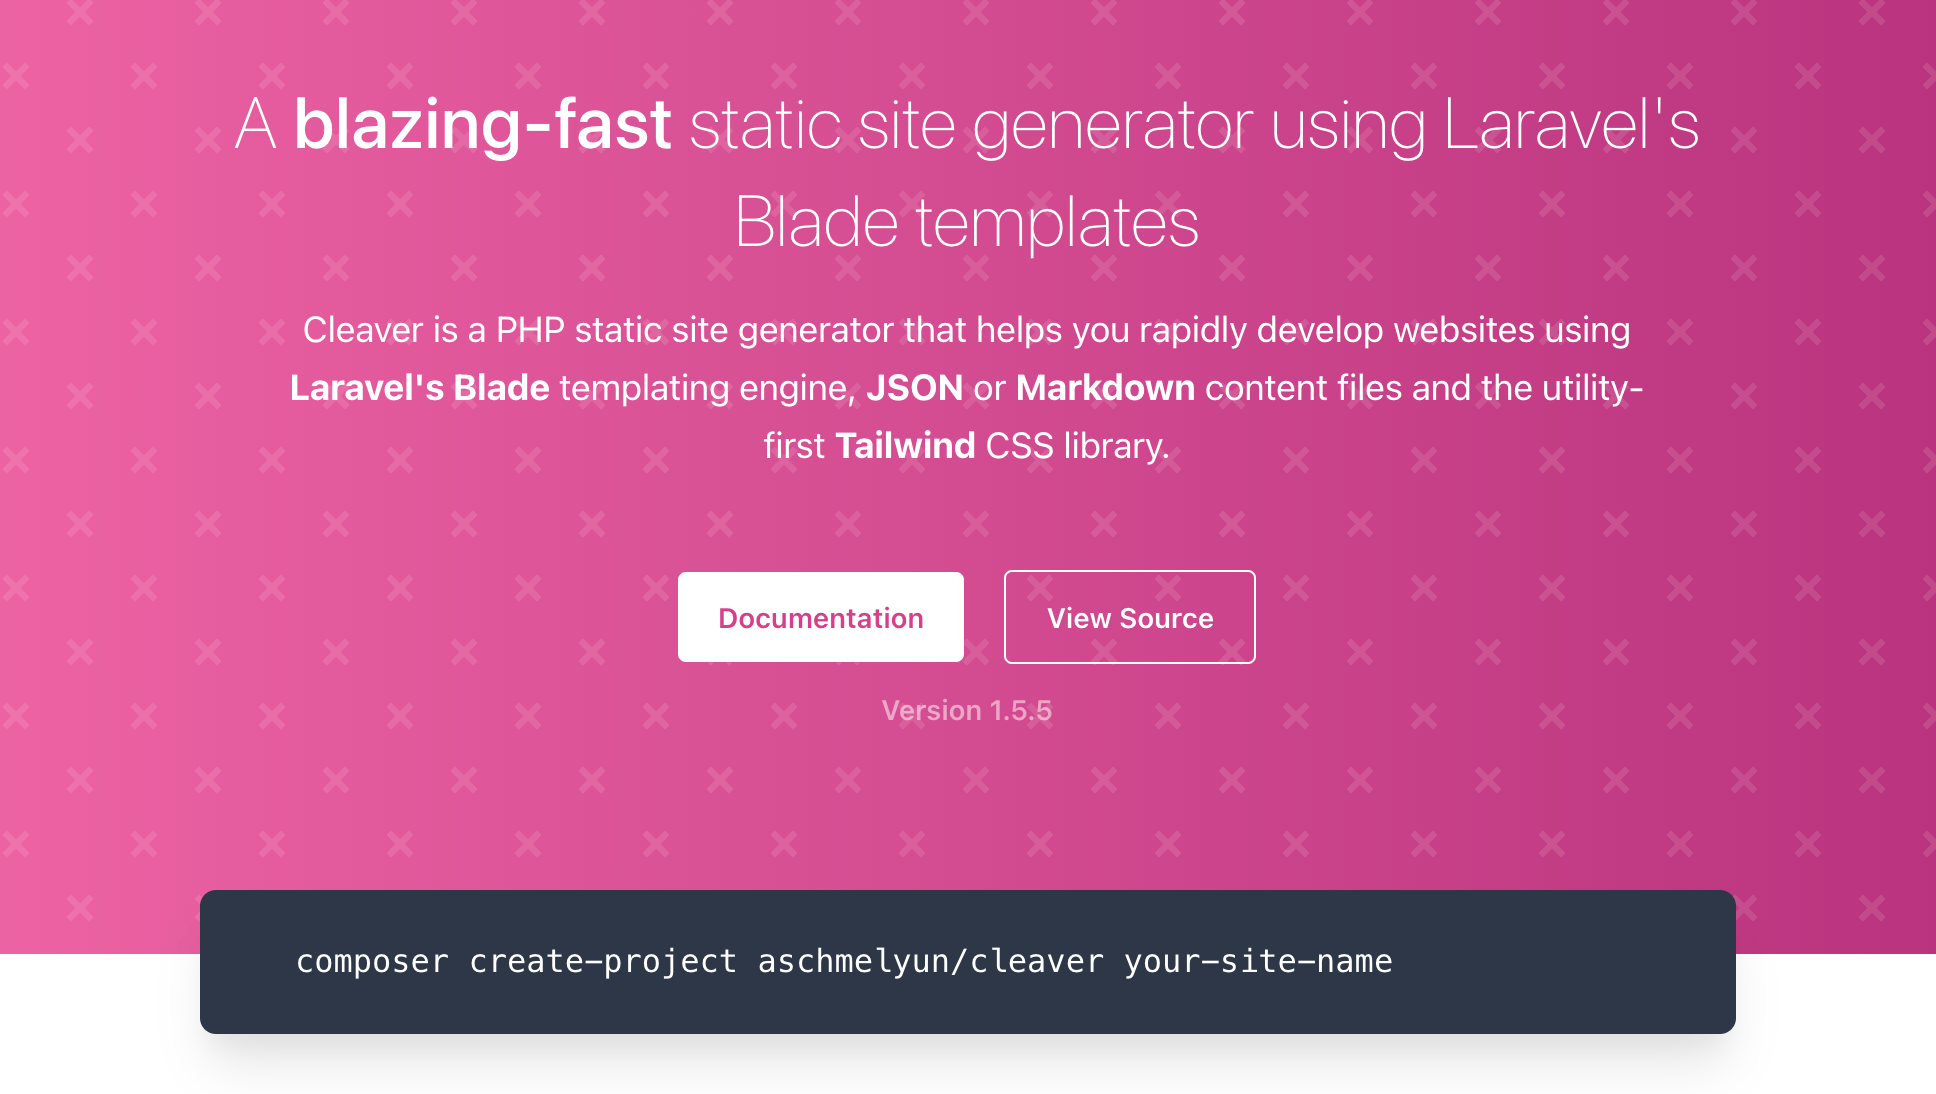 A blazing-fast static site generator using Laravel's
Blade templates
Cleaver is a PHP static site generator that helps you rapidly develop websites using
Laravel's Blade templating engine, JSON or Markdown content files and the utility-
first Tailwind CSS library.
Documentation
View Source
Version 1.5.5
composer create-project aschmelyun/cleaver your-site-name